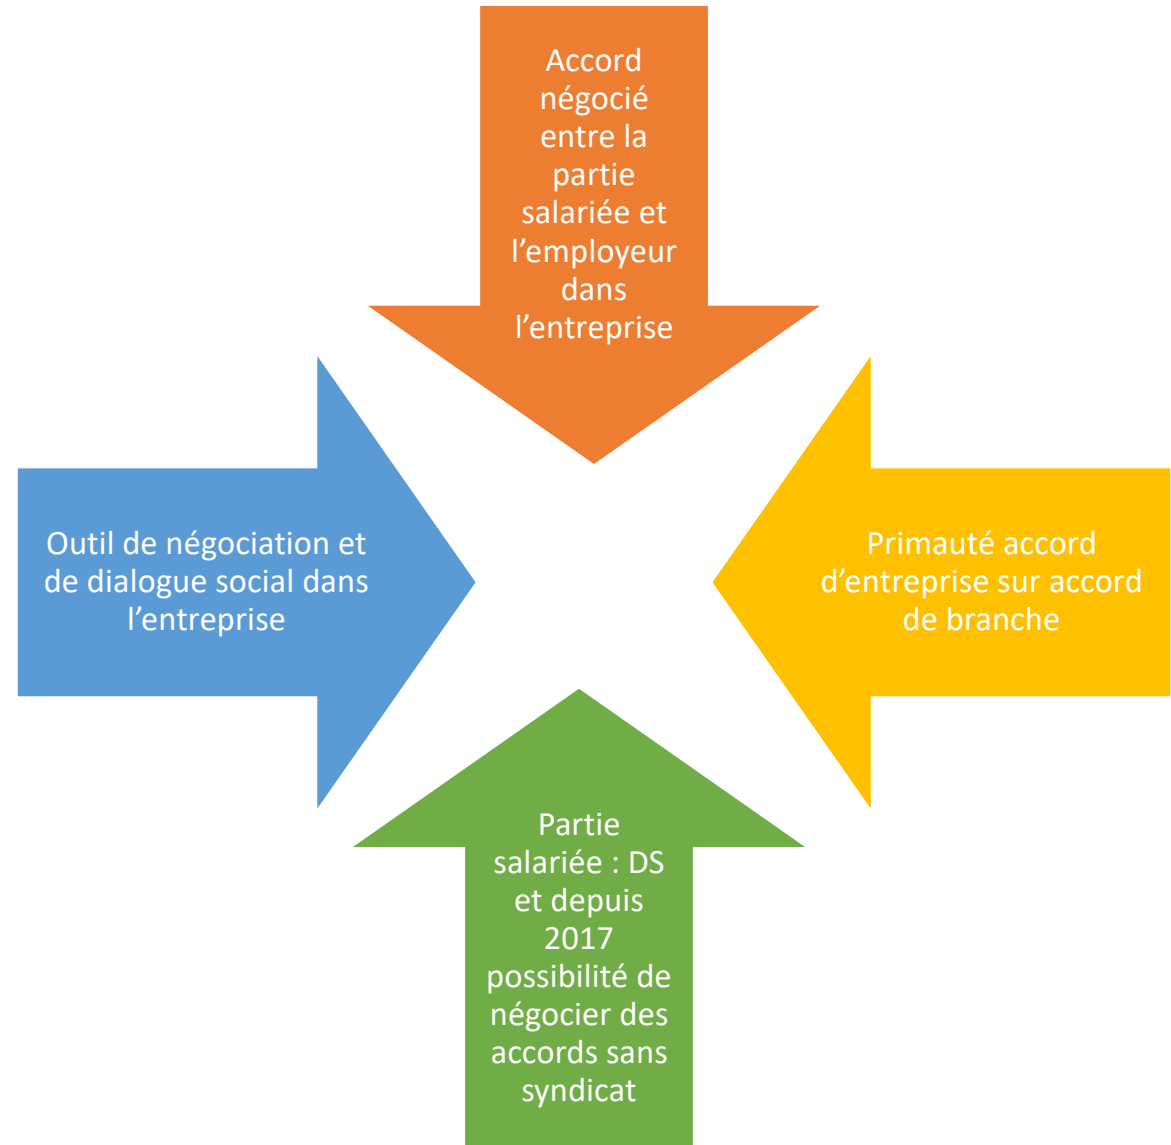 Accord
négocié
entre la
partie
salariée et
l’employeur
dans
l’entreprise
Outil de négociation et
de dialogue social dans
l’entreprise
Primauté accord
d’entreprise sur accord
de branche
Partie
salariée : DS
et depuis
2017
possibilité de
négocier des
accords sans
syndicat